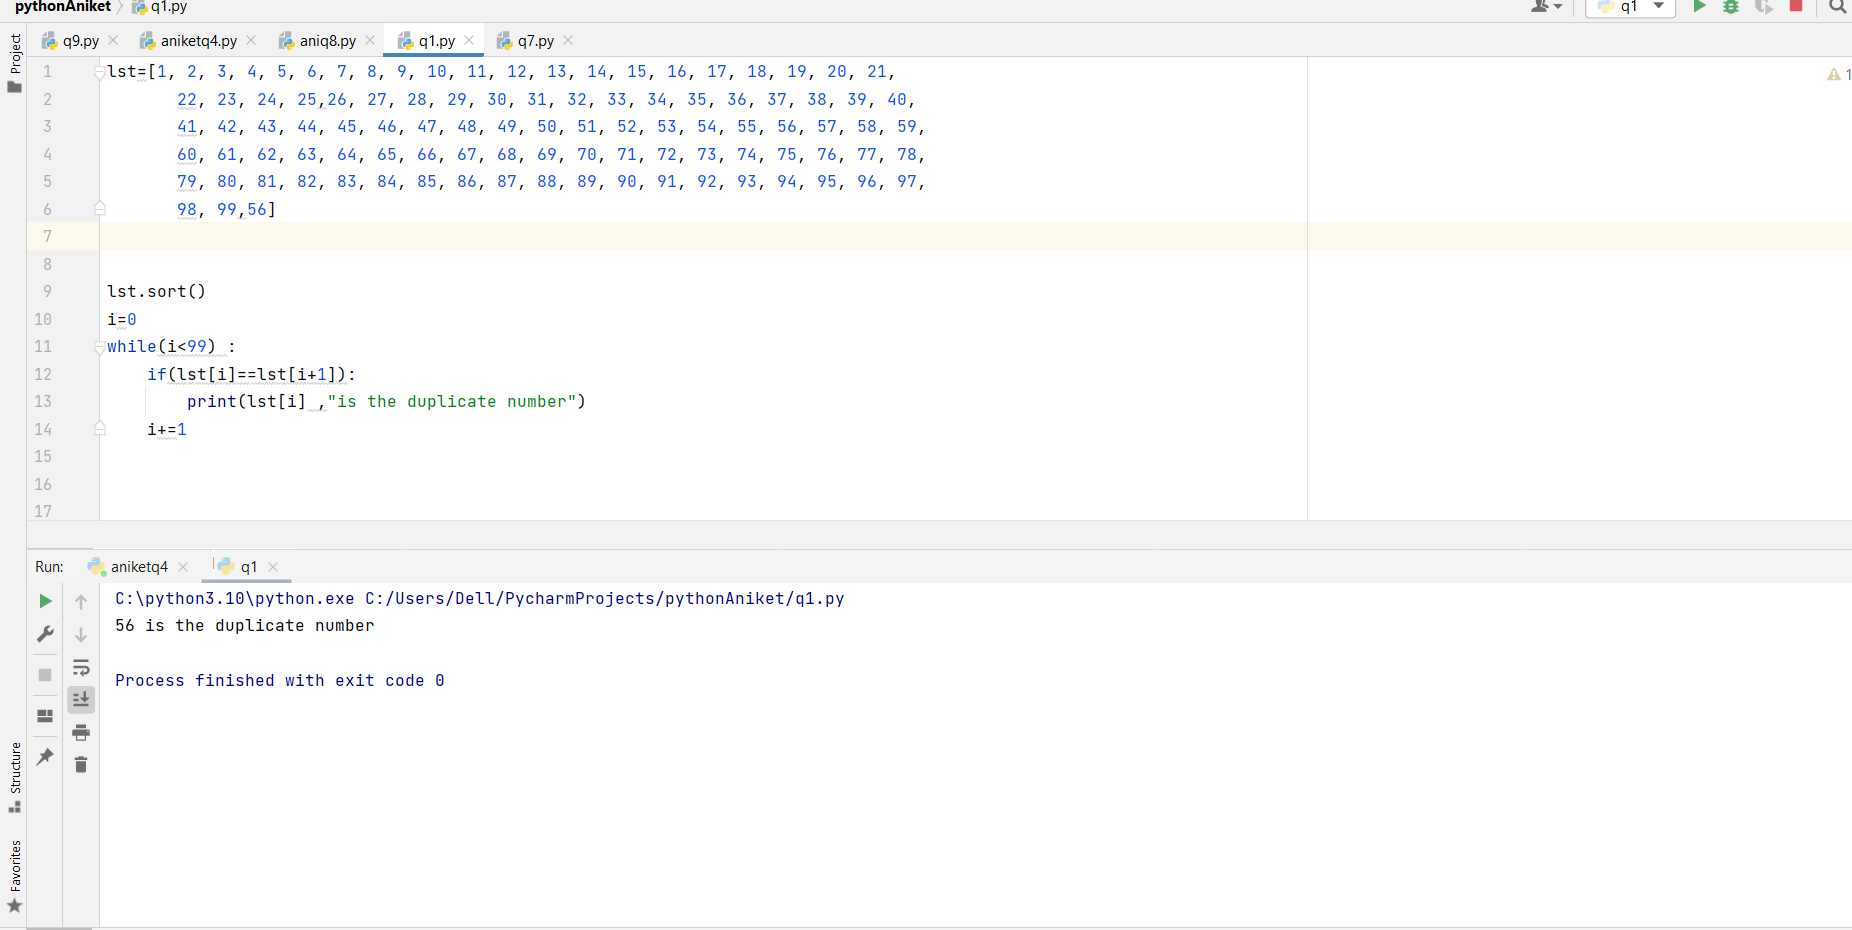 pythonAniket q1.py q1
Project
q9.py aniketq4.py aniq8.py q1.py q7.py
1 lst=[1, 2, 3, 4, 5, 6, 7, 8, 9, 10, 11, 12, 13, 14, 15, 16, 17, 18, 19, 20, 21, 1
2 22, 23, 24, 25,26, 27, 28, 29, 30, 31, 32, 33, 34, 35, 36, 37, 38, 39, 40,
3 41, 42, 43, 44, 45, 46, 47, 48, 49, 50, 51, 52, 53, 54, 55, 56, 57, 58, 59,
4 60, 61, 62, 63, 64, 65, 66, 67, 68, 69, 70, 71, 72, 73, 74, 75, 76, 77, 78,
5 79, 80, 81, 82, 83, 84, 85, 86, 87, 88, 89, 90, 91, 92, 93, 94, 95, 96, 97,
6 98, 99,56]
7
8
9 lst.sort()
10 i=0
11 while(i<99) :
12 if(lst[i]==lst[i+1]):
13 print(lst[i] ,"is the duplicate number")
14 i+=1
15
16
17
Run: aniketq4 q1
C:\python3.10\python.exe C:/Users/Dell/PycharmProjects/pythonAniket/q1.py
56 is the duplicate number
Process finished with exit code 0
Structure
Favorites